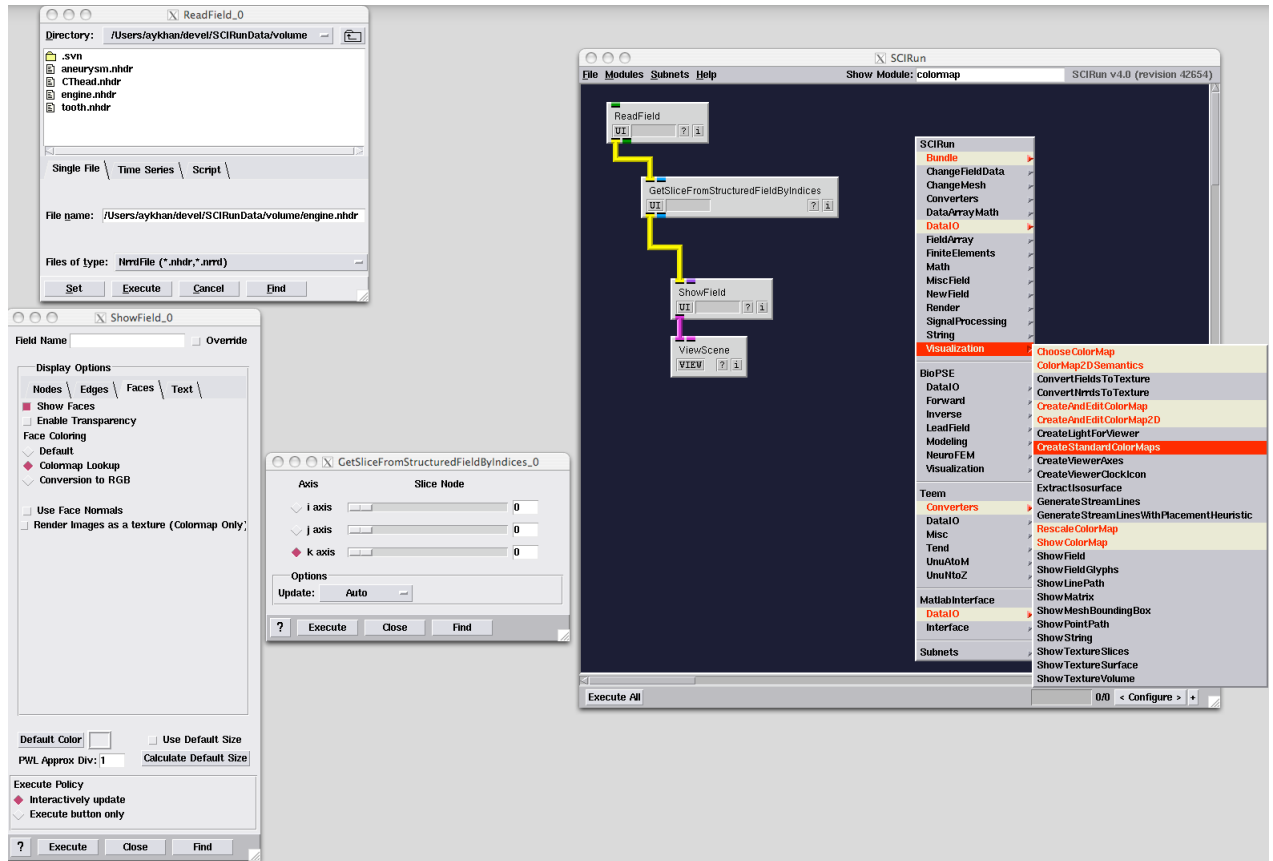 ReadField_0
Directory: /Users/aykhan/devel/SCIRunData/volume
.svn
aneurysm.nhdr
CThead.nhdr
engine.nhdr
tooth.nhdr
Single File Time Series Script
File name: /Users/aykhan/devel/SCIRunData/volume/engine.nhdr
Files of type: NrrdFile (*.nhdr,*.nrrd)
Set Execute Cancel Find
ShowField_0
Field Name Override
Display Options
Nodes Edges Faces Text
Show Faces
Enable Transparency
Face Coloring
Default
Colormap Lookup
Conversion to RGB
Use Face Normals
Render Images as a texture (Colormap Only)
Default Color Use Default Size
PWL Approx Div: 1 Calculate Default Size
Execute Policy
Interactively update
Execute button only
? Execute Close Find
GetSliceFromStructuredFieldByIndices_0
Axis Slice Node
i axis 0
j axis 0
k axis 0
Options
Update: Auto
? Execute Close Find
SCIRun
File Modules Subnets Help Show Module: colormap SCIRun v4.0 (revision 42654)
ReadField
UI ? i
GetSliceFromStructuredFieldByIndices
UI ? i
ShowField
UI ? i
ViewScene
VIEW ? i
SCIRun
Bundle
ChangeFieldData
ChangeMesh
Converters
DataArrayMath
DataIO
FieldArray
FiniteElements
Math
MiscField
NewField
Render
SignalProcessing
String
Visualization
BioPSE
DataIO
Forward
Inverse
LeadField
Modeling
NeuroFEM
Visualization
Teem
Converters
DataIO
Misc
Tend
UnuAtoM
UnuNtoZ
MatlabInterface
DataIO
Interface
Subnets
ChooseColorMap
ColorMap2DSemantics
ConvertFieldsToTexture
ConvertNrrdsToTexture
CreateAndEditColorMap
CreateAndEditColorMap2D
CreateLightForViewer
CreateStandardColorMaps
CreateViewerAxes
CreateViewerClockIcon
ExtractIsosurface
GenerateStreamLines
GenerateStreamLinesWithPlacementHeuristic
RescaleColorMap
ShowColorMap
ShowField
ShowFieldGlyphs
ShowLinePath
ShowMatrix
ShowMeshBoundingBox
ShowPointPath
ShowString
ShowTextureSlices
ShowTextureSurface
ShowTextureVolume
Execute All 0/0 < Configure > +